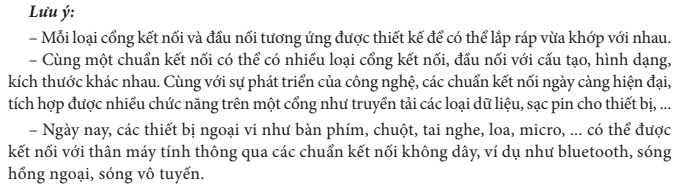 Lưu ý:
– Mỗi loại cổng kết nối và đầu nối tương ứng được thiết kế để có thể lắp ráp vừa khớp với nhau.
– Cùng một chuẩn kết nối có thể có nhiều loại cổng kết nối, đầu nối với cấu tạo, hình dạng,
kích thước khác nhau. Cùng với sự phát triển của công nghệ, các chuẩn kết nối ngày càng hiện đại,
tích hợp được nhiều chức năng trên một cổng như truyền tải các loại dữ liệu, sạc pin cho thiết bị, ...
– Ngày nay, các thiết bị ngoại vi như bàn phím, chuột, tai nghe, loa, micro, ... có thể được
kết nối với thân máy tính thông qua các chuẩn kết nối không dây, ví dụ như bluetooth, sóng
hồng ngoại, sóng vô tuyến.